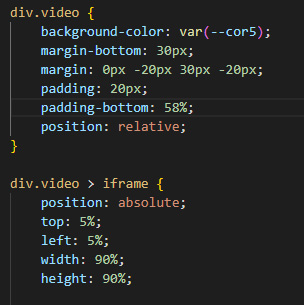 div.video {
    background-color: var(--cor5);
    margin-bottom: 30px;
    margin: 0px -20px 30px -20px;
    padding: 20px;
    padding-bottom: 58%;
    position: relative;
}

div.video > iframe {
    position: absolute;
    top: 5%;
    left: 5%;
    width: 90%;
    height: 90%;